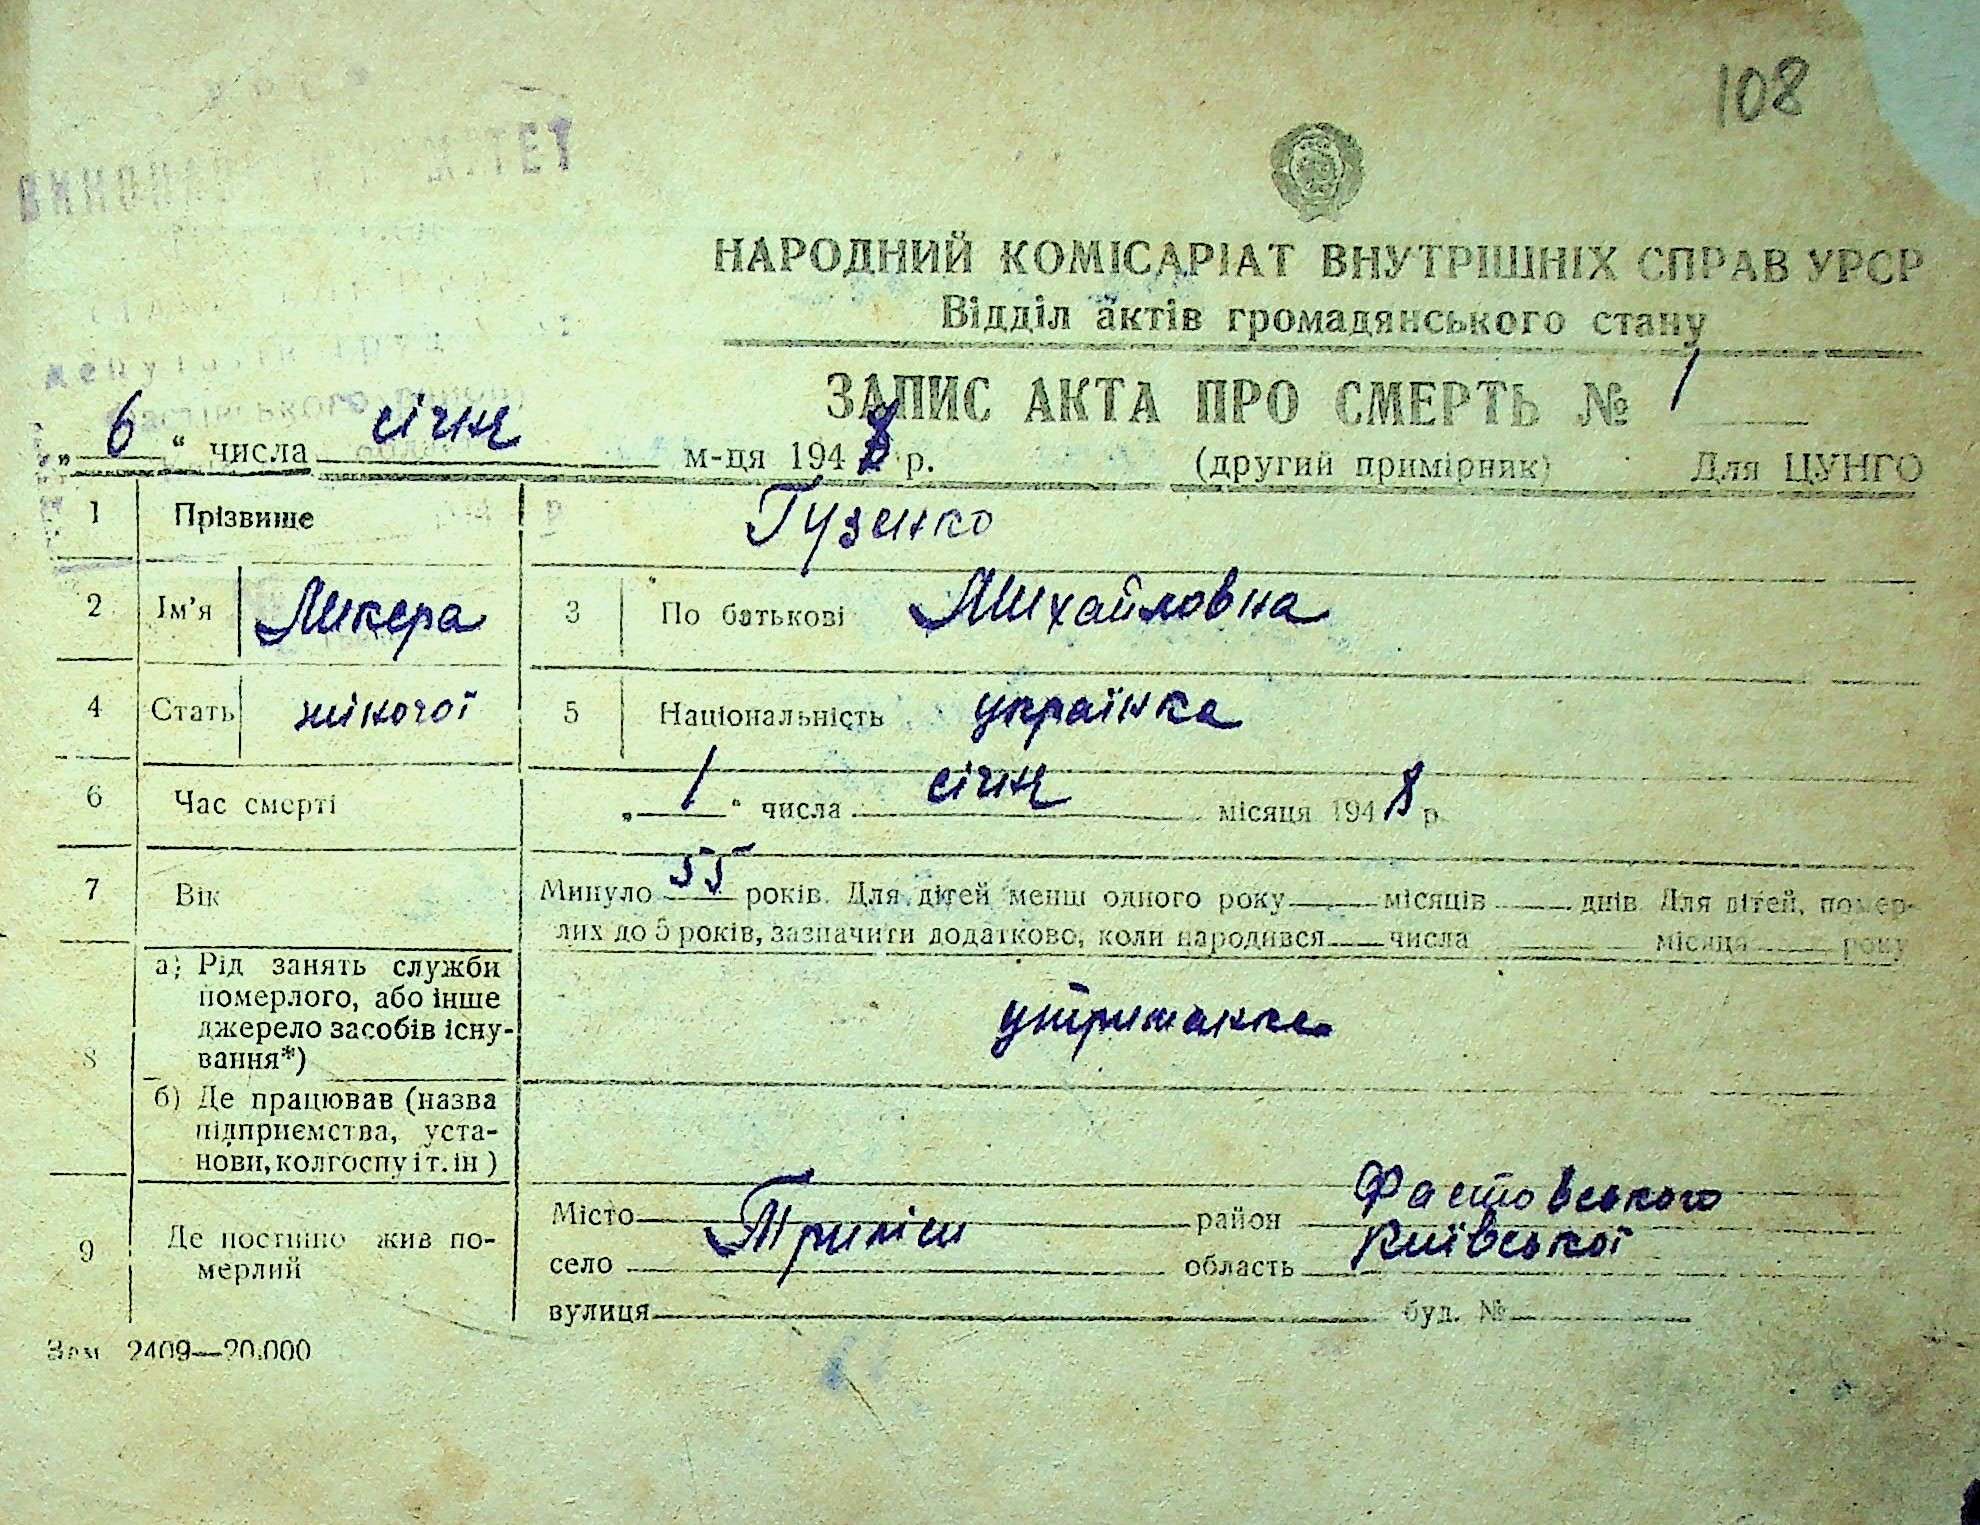 108
ВИКОНАВЧИЙ КОМІТЕТ
НАРОДНИЙ КОМІСАРІАТ ВНУТРІШНІХ СПРАВ УРСР
Відділ актів громадянського стану
ЗАПИС АКТА ПРО СМЕРТЬ № 1
„ 6 “ числа січня м-ця 1948 р. (другий примірник) Для ЦУНГО
1 Прізвище Гузенко
2 Ім'я Ликера 3 По батькові Михайловна
4 Стать жіночої 5 Національність українка
6 Час смерті „ 1 “ числа січня місяця 1948 р.
7 Вік Минуло 55 років. Для дітей менш одного року місяців днів Для дітей, помер-
лих до 5 років, зазначити додатково, коли народився числа місяця року
8 а) Рід занять служби
померлого, або інше
джерело засобів існу-
вання*) утриманка
б) Де працював (назва
підприємства, уста-
нови, колгоспу і т. ін )
9 Де постійно жив по-
мерлий
Місто район Фастовського
село Триліси область Київської
вулиця буд. №
Зам 2409—20.000